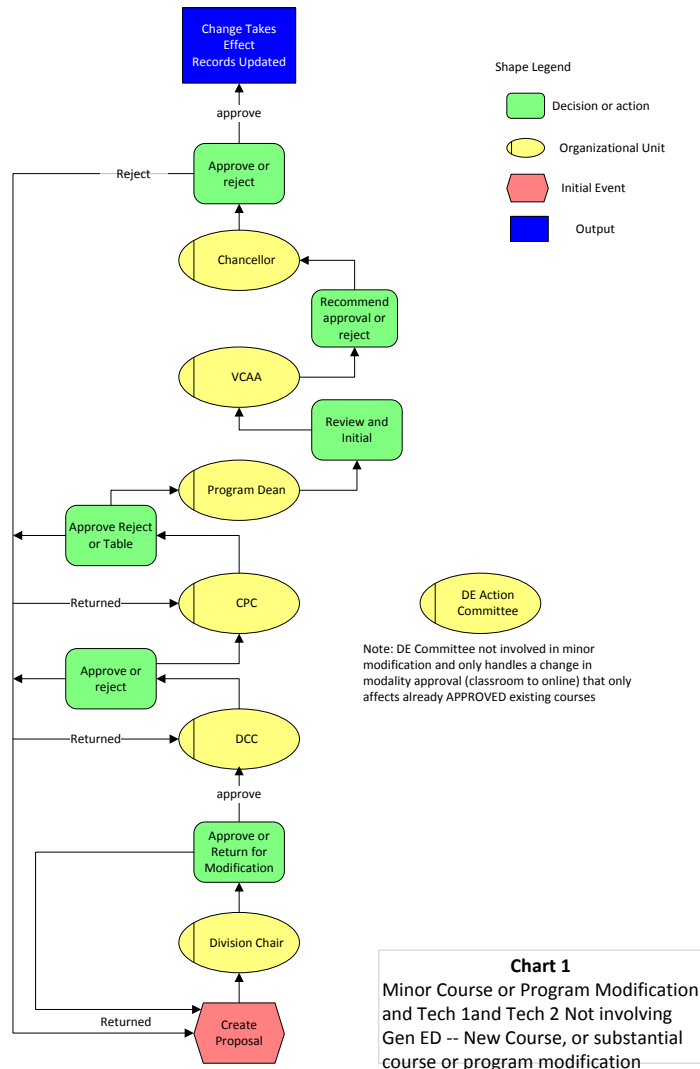 Change Takes
Effect
Records Updated
approve
Reject
Approve or
reject
Chancellor
Recommend
approval or
reject
VCAA
Review and
Initial
Program Dean
Approve Reject
or Table
Returned
CPC
Approve or
reject
Returned
DCC
approve
Approve or
Return for
Modification
Division Chair
Returned
Create
Proposal
Shape Legend
Decision or action
Organizational Unit
Initial Event
Output
DE Action
Committee
Note: DE Committee not involved in minor
modification and only handles a change in
modality approval (classroom to online) that only
affects already APPROVED existing courses
Chart 1
Minor Course or Program Modification
and Tech 1and Tech 2 Not involving
Gen ED -- New Course, or substantial
course or program modification